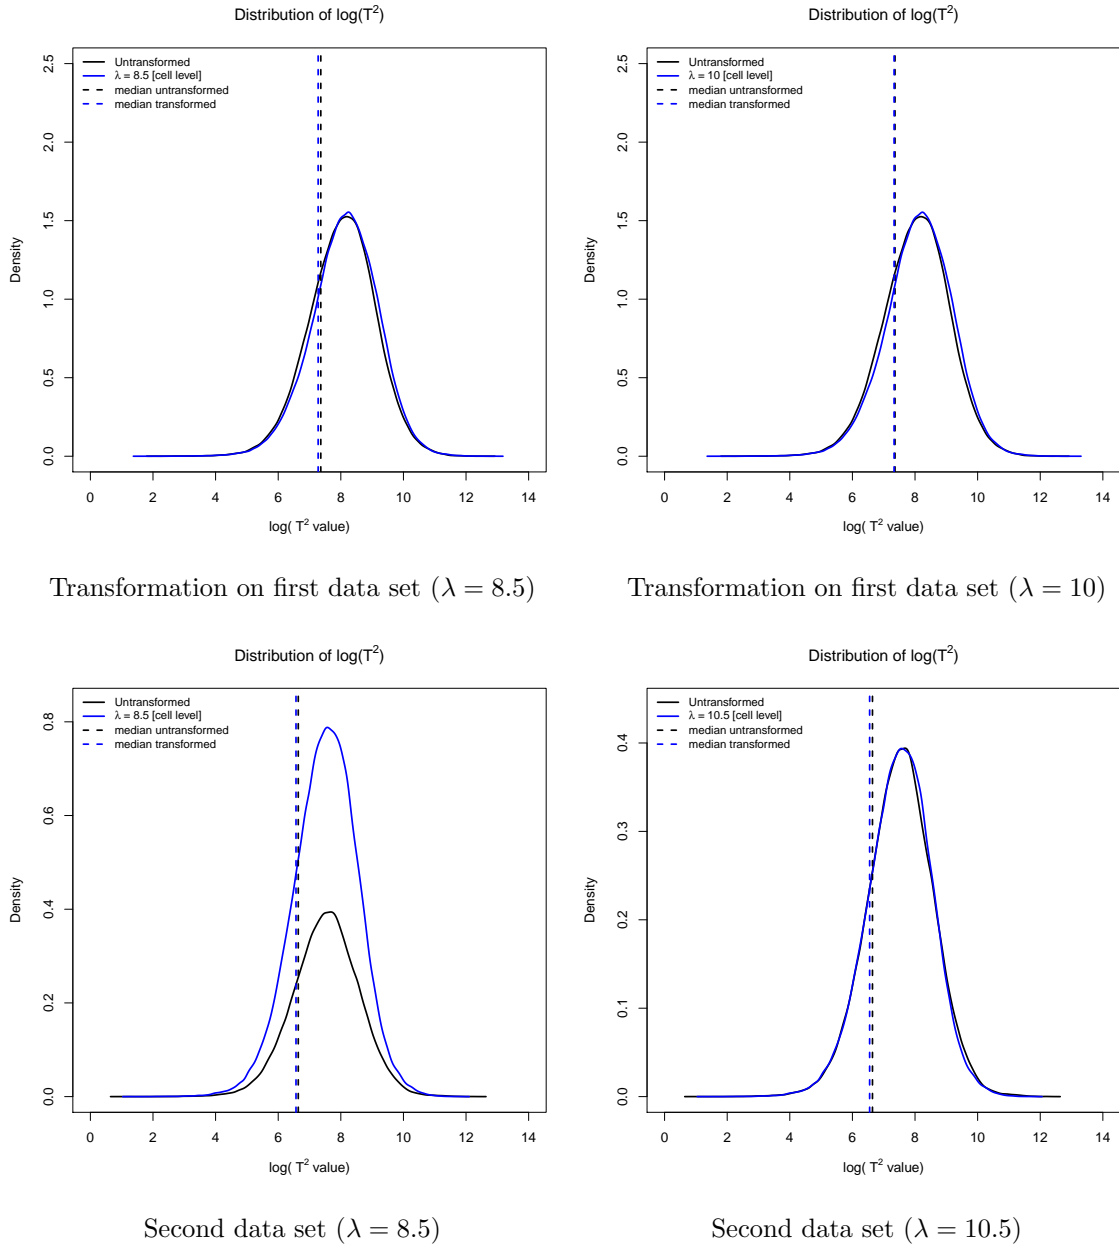 Distribution of log(T²)
Untransformed
λ = 8.5 [cell level]
median untransformed
median transformed
Density
0.0 0.5 1.0 1.5 2.0 2.5
0 2 4 6 8 10 12 14
log( T² value)
Transformation on first data set (λ = 8.5)
Distribution of log(T²)
Untransformed
λ = 10 [cell level]
median untransformed
median transformed
Density
0.0 0.5 1.0 1.5 2.0 2.5
0 2 4 6 8 10 12 14
log( T² value)
Transformation on first data set (λ = 10)
Distribution of log(T²)
Untransformed
λ = 8.5 [cell level]
median untransformed
median transformed
Density
0.0 0.2 0.4 0.6 0.8
0 2 4 6 8 10 12 14
log( T² value)
Second data set (λ = 8.5)
Distribution of log(T²)
Untransformed
λ = 10.5 [cell level]
median untransformed
median transformed
Density
0.0 0.1 0.2 0.3 0.4
0 2 4 6 8 10 12 14
log( T² value)
Second data set (λ = 10.5)